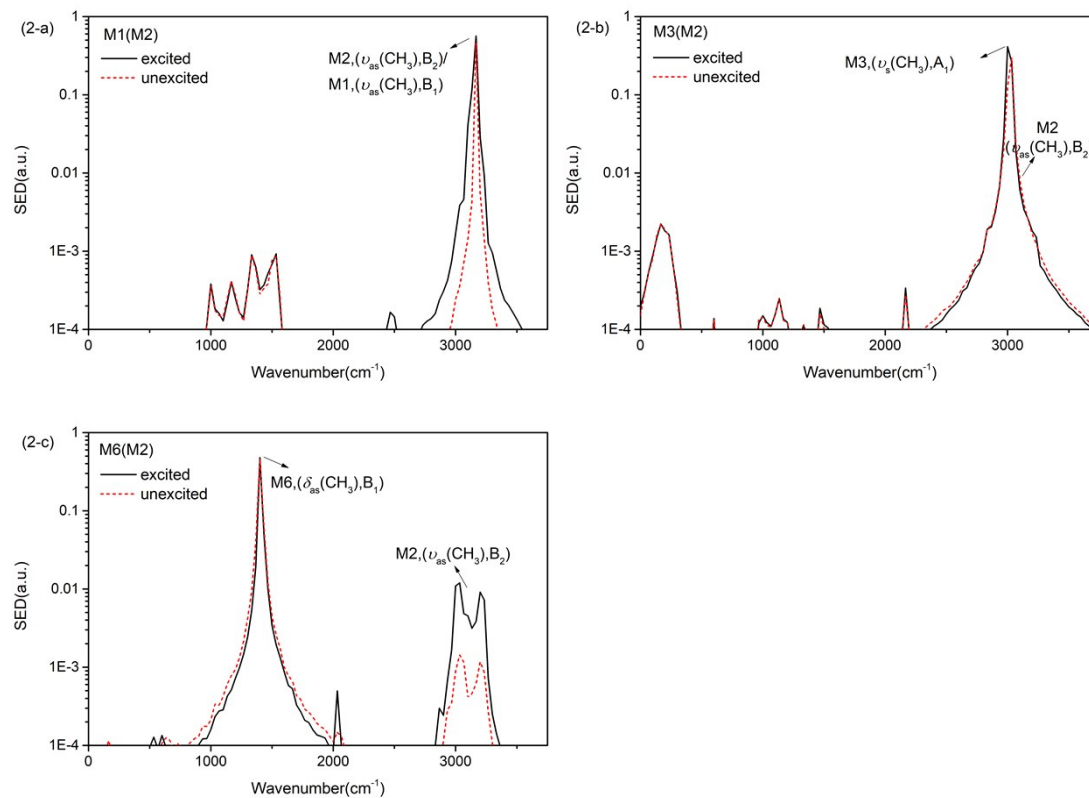 (2-a)
M1(M2)
excited
unexcited
M2,(υas(CH3),B2)/
M1,(υas(CH3),B1)
1
0.1
0.01
1E-3
1E-4
SED(a.u.)
1000
2000
3000
Wavenumber(cm-1)
(2-b)
M3(M2)
excited
unexcited
M3,(υs(CH3),A1)
M2
(υas(CH3),B2
1
0.1
0.01
1E-3
1E-4
SED(a.u.)
0
1000
2000
3000
Wavenumber(cm-1)
(2-c)
M6(M2)
excited
unexcited
M6,(δas(CH3),B1)
M2,(υas(CH3),B2)
1
0.1
0.01
1E-3
1E-4
SED(a.u.)
0
1000
2000
3000
Wavenumber(cm-1)